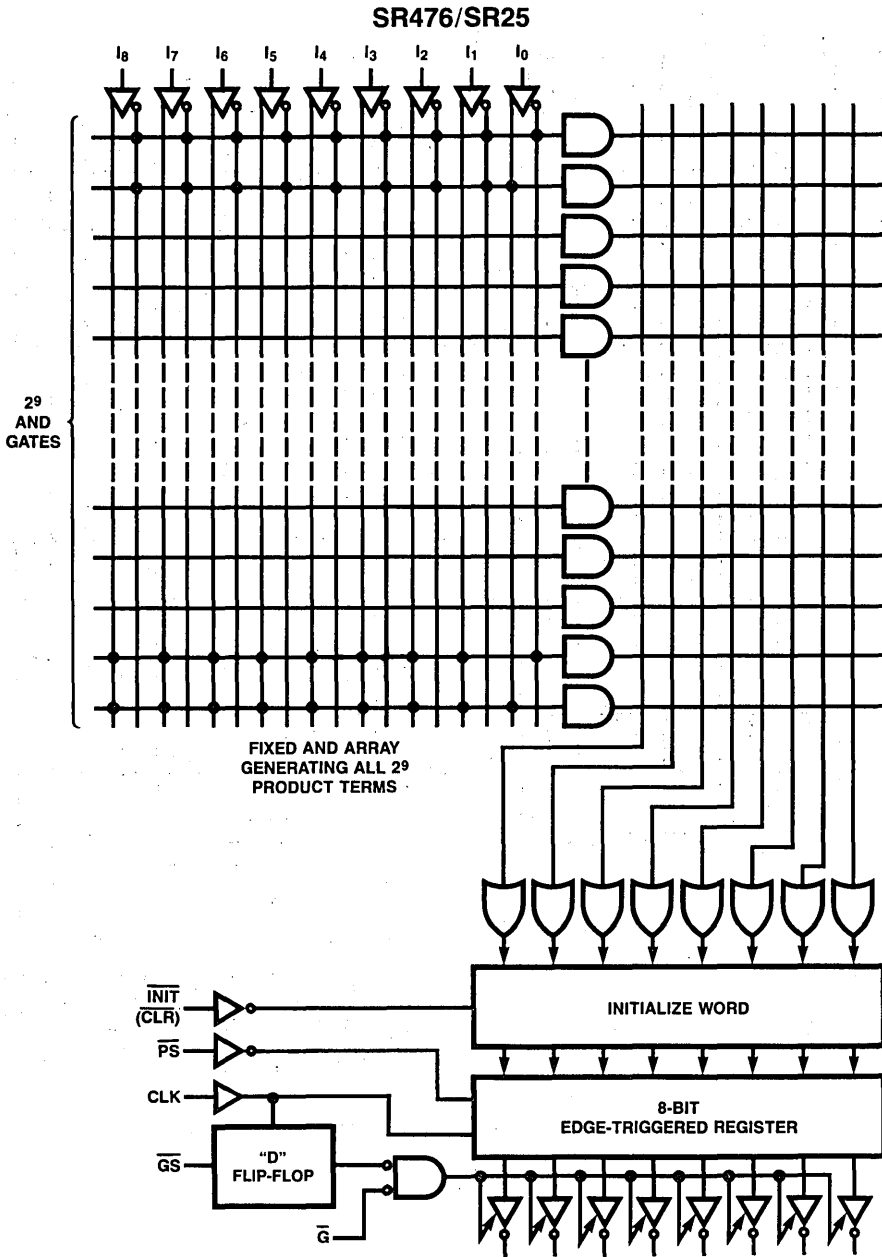 SR476/SR25
I8 I7 I6 I5 I4 I3 I2 I1 I0
2⁹
AND
GATES
FIXED AND ARRAY
GENERATING ALL 2⁹
PRODUCT TERMS
INIT
(CLR)
INITIALIZE WORD
PS
CLK
8-BIT
EDGE-TRIGGERED REGISTER
GS
“D”
FLIP-FLOP
G